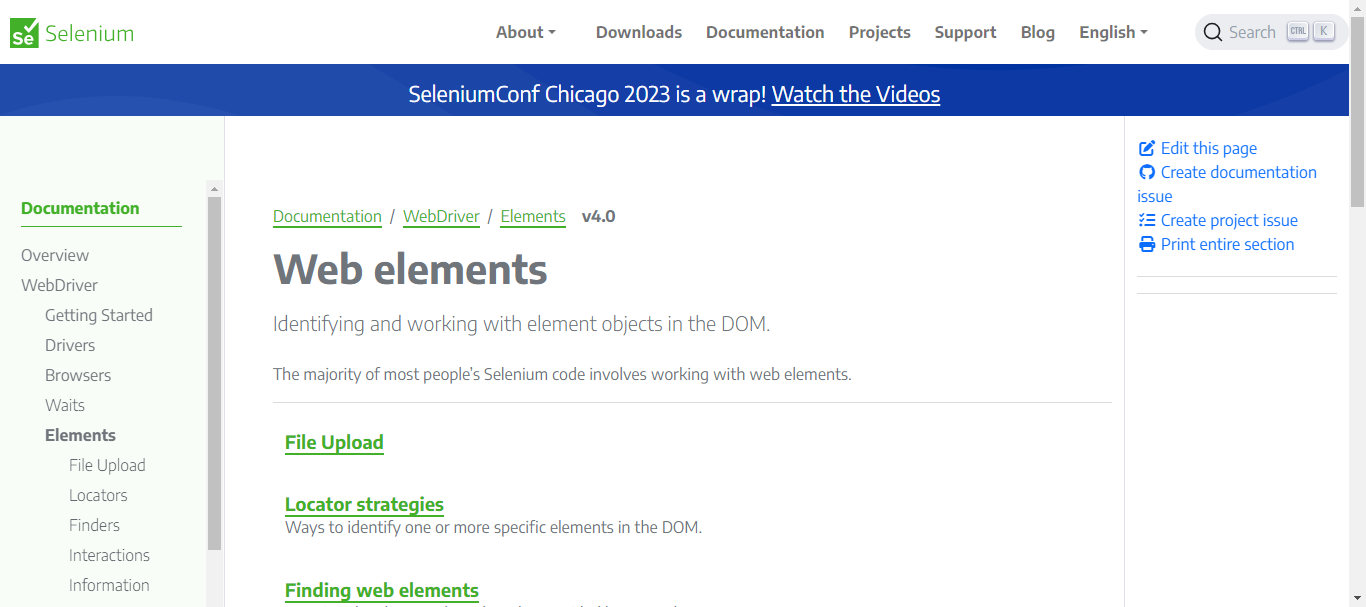 Se Selenium
About Downloads Documentation Projects Support Blog English Search CTRL K
SeleniumConf Chicago 2023 is a wrap! Watch the Videos
Documentation
Overview
WebDriver
Getting Started
Drivers
Browsers
Waits
Elements
File Upload
Locators
Finders
Interactions
Information
Documentation / WebDriver / Elements v4.0
Web elements
Identifying and working with element objects in the DOM.
The majority of most people's Selenium code involves working with web elements.
File Upload
Locator strategies
Ways to identify one or more specific elements in the DOM.
Finding web elements
Edit this page
Create documentation
issue
Create project issue
Print entire section